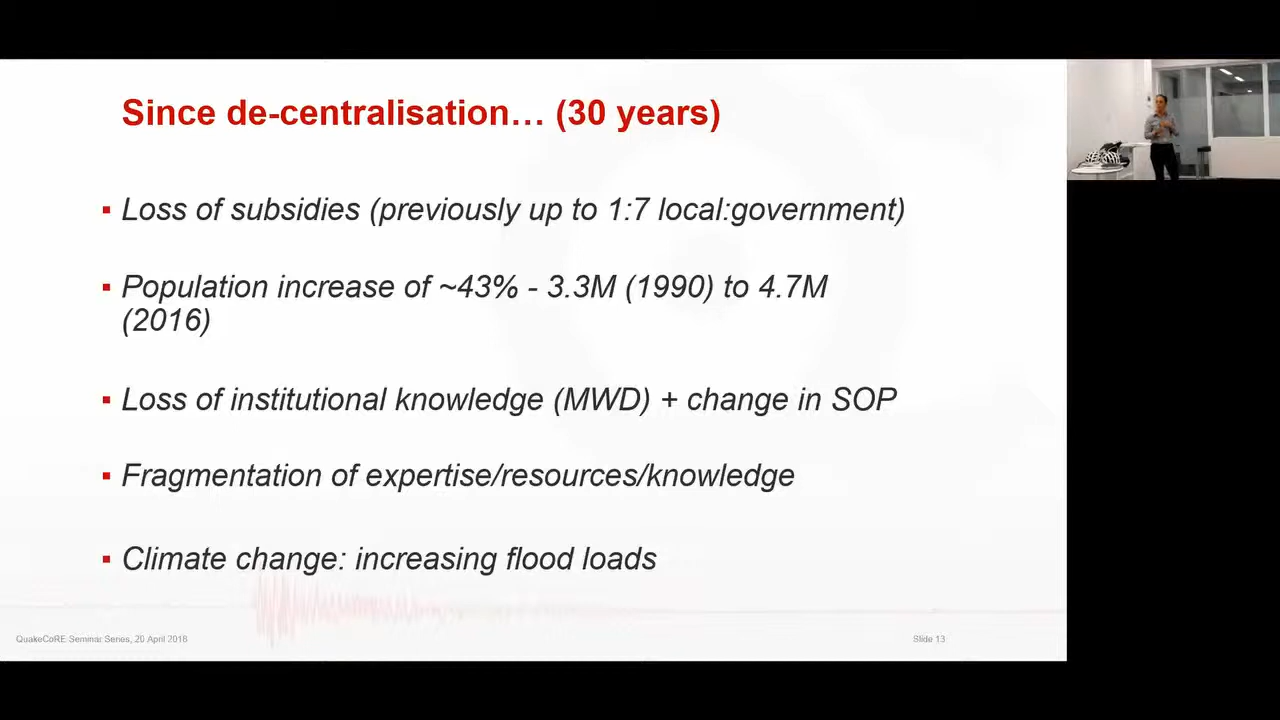 Since de-centralisation… (30 years)
▪ Loss of subsidies (previously up to 1:7 local:government)
▪ Population increase of ~43% - 3.3M (1990) to 4.7M
(2016)
▪ Loss of institutional knowledge (MWD) + change in SOP
▪ Fragmentation of expertise/resources/knowledge
▪ Climate change: increasing flood loads
QuakeCoRE Seminar Series, 20 April 2018
Slide 13